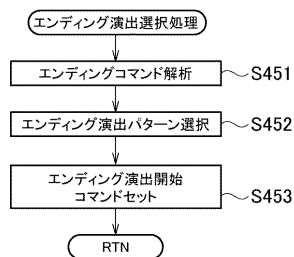 エンディング演出選択処理
エンディングコマンド解析
S451
エンディング演出パターン選択
S452
エンディング演出開始
コマンドセット
S453
RTN